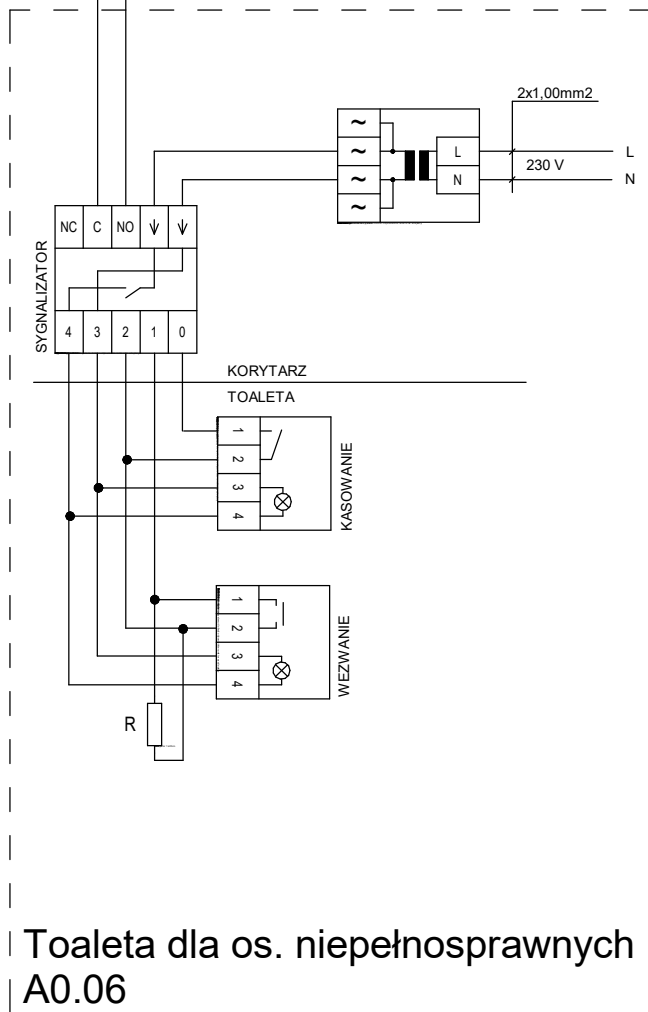 2x1,00mm2
~
~ L L
230 V
~ N N
~
NC C NO ↓ ↓
SYGNALIZATOR
4 3 2 1 0
KORYTARZ
TOALETA
1
2
3
4
KASOWANIE
1
2
3
4
WEZWANIE
R
Toaleta dla os. niepełnosprawnych
A0.06